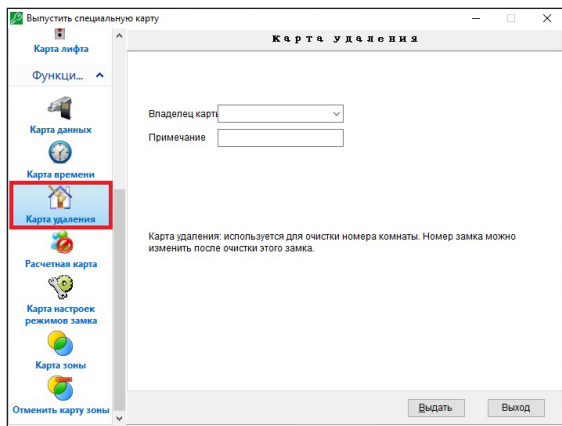 Выпустить специальную карту
Карта лифта
Функци...
Карта данных
Карта времени
Карта удаления
Расчетная карта
Карта настроек
режимов замка
Карта зоны
Отменить карту зоны
Карта удаления
Владелец карты
Примечание
Карта удаления: используется для очистки номера комнаты. Номер замка можно
изменить после очистки этого замка.
Выдать
Выход